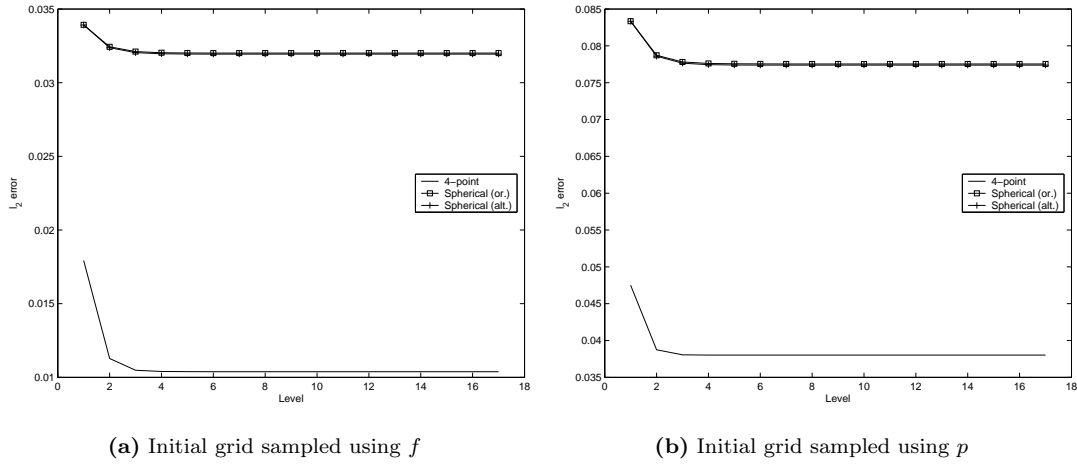 0.035
0.03
0.025
0.02
0.015
0.01
0 2 4 6 8 10 12 14 16 18
Level
l2 error
4−point
Spherical (or.)
Spherical (alt.)
(a) Initial grid sampled using f
0.085
0.08
0.075
0.07
0.065
0.06
0.055
0.05
0.045
0.04
0.035
0 2 4 6 8 10 12 14 16 18
Level
l2 error
4−point
Spherical (or.)
Spherical (alt.)
(b) Initial grid sampled using p